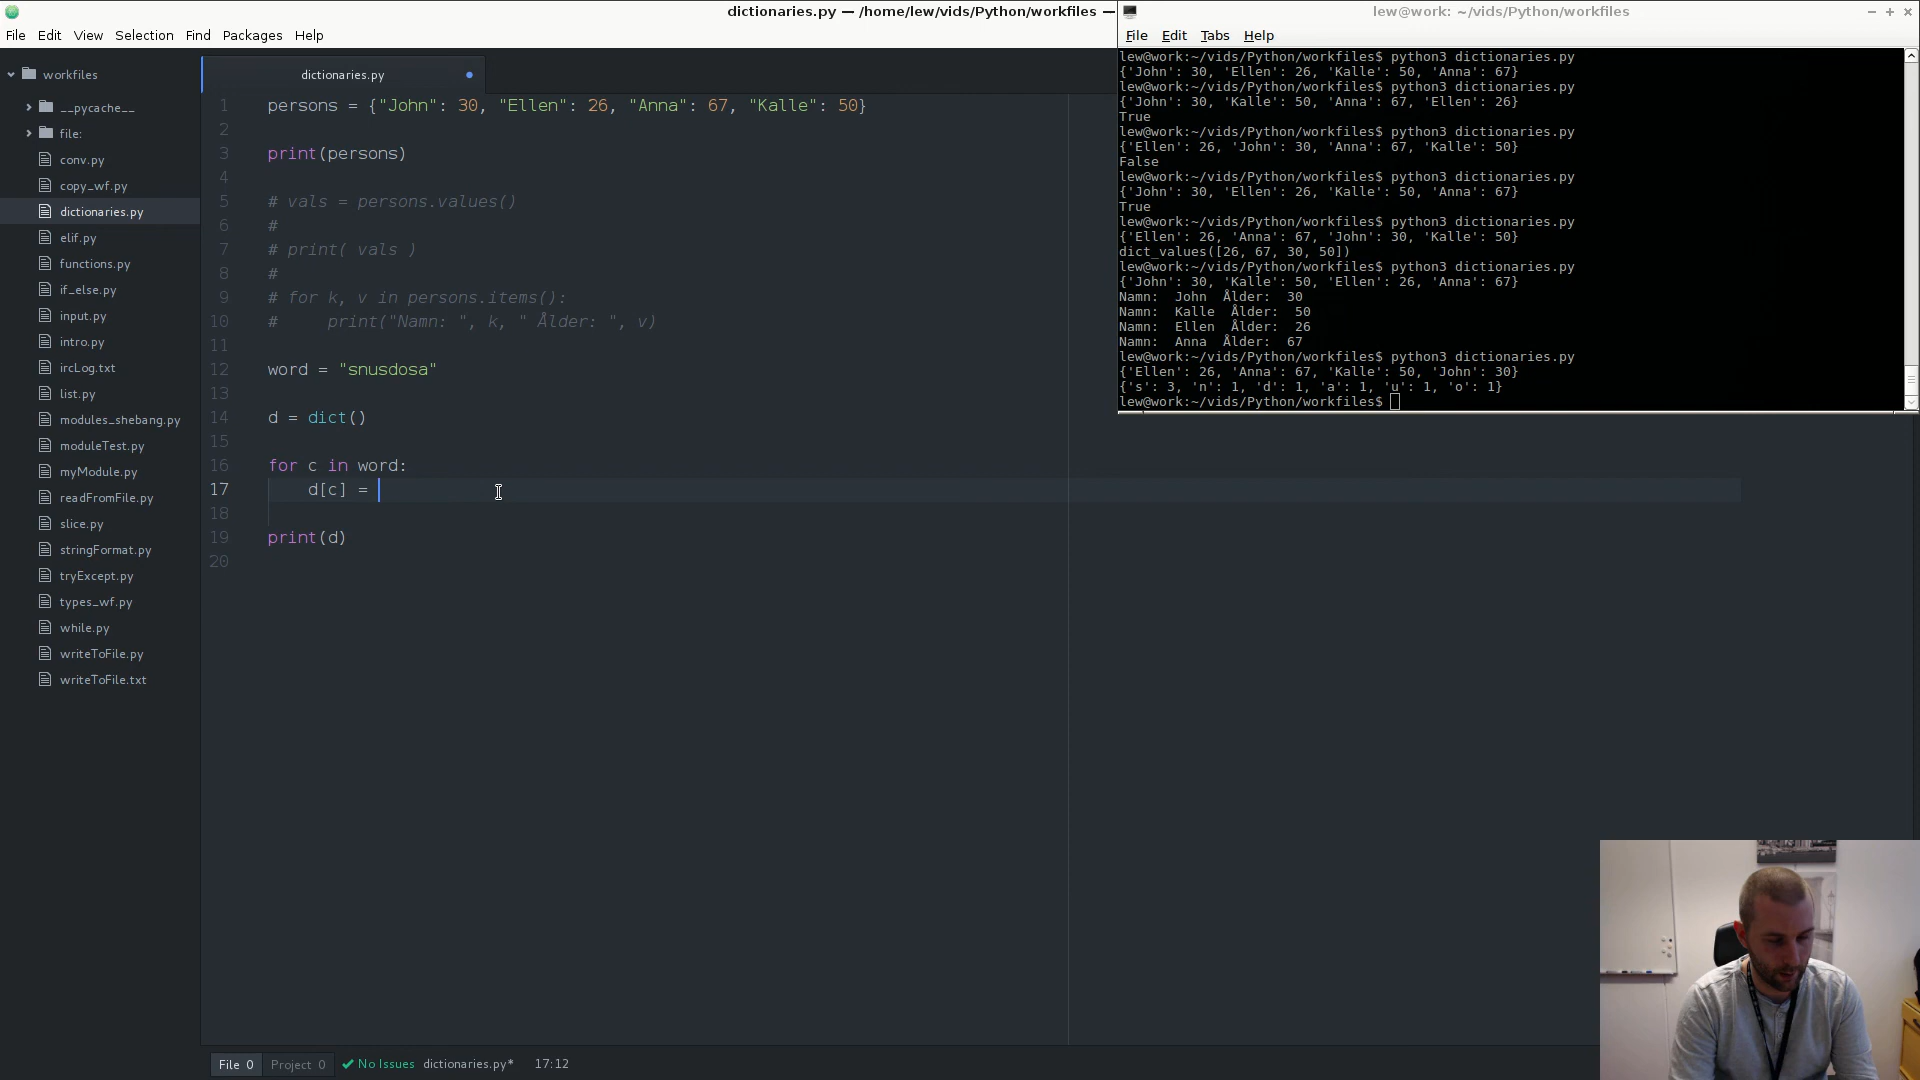 dictionaries.py — /home/lew/vids/Python/workfiles —
File Edit View Selection Find Packages Help
workfiles
__pycache__
file:
conv.py
copy_wf.py
dictionaries.py
elif.py
functions.py
if_else.py
input.py
intro.py
ircLog.txt
list.py
modules_shebang.py
moduleTest.py
myModule.py
readFromFile.py
slice.py
stringFormat.py
tryExcept.py
types_wf.py
while.py
writeToFile.py
writeToFile.txt
dictionaries.py
1 persons = {"John": 30, "Ellen": 26, "Anna": 67, "Kalle": 50}
2
3 print(persons)
4
5 # vals = persons.values()
6 #
7 # print( vals )
8 #
9 # for k, v in persons.items():
10 #     print("Namn: ", k, " Ålder: ", v)
11
12 word = "snusdosa"
13
14 d = dict()
15
16 for c in word:
17     d[c] =
18
19 print(d)
20
File 0 Project 0 No Issues dictionaries.py* 17:12
lew@work: ~/vids/Python/workfiles
File Edit Tabs Help
lew@work:~/vids/Python/workfiles$ python3 dictionaries.py
{'John': 30, 'Ellen': 26, 'Kalle': 50, 'Anna': 67}
lew@work:~/vids/Python/workfiles$ python3 dictionaries.py
{'John': 30, 'Kalle': 50, 'Anna': 67, 'Ellen': 26}
True
lew@work:~/vids/Python/workfiles$ python3 dictionaries.py
{'Ellen': 26, 'John': 30, 'Anna': 67, 'Kalle': 50}
False
lew@work:~/vids/Python/workfiles$ python3 dictionaries.py
{'John': 30, 'Ellen': 26, 'Kalle': 50, 'Anna': 67}
True
lew@work:~/vids/Python/workfiles$ python3 dictionaries.py
{'Ellen': 26, 'Anna': 67, 'John': 30, 'Kalle': 50}
dict_values([26, 67, 30, 50])
lew@work:~/vids/Python/workfiles$ python3 dictionaries.py
{'John': 30, 'Kalle': 50, 'Ellen': 26, 'Anna': 67}
Namn:  John  Ålder:  30
Namn:  Kalle  Ålder:  50
Namn:  Ellen  Ålder:  26
Namn:  Anna  Ålder:  67
lew@work:~/vids/Python/workfiles$ python3 dictionaries.py
{'Ellen': 26, 'Anna': 67, 'Kalle': 50, 'John': 30}
{'s': 3, 'n': 1, 'd': 1, 'a': 1, 'u': 1, 'o': 1}
lew@work:~/vids/Python/workfiles$